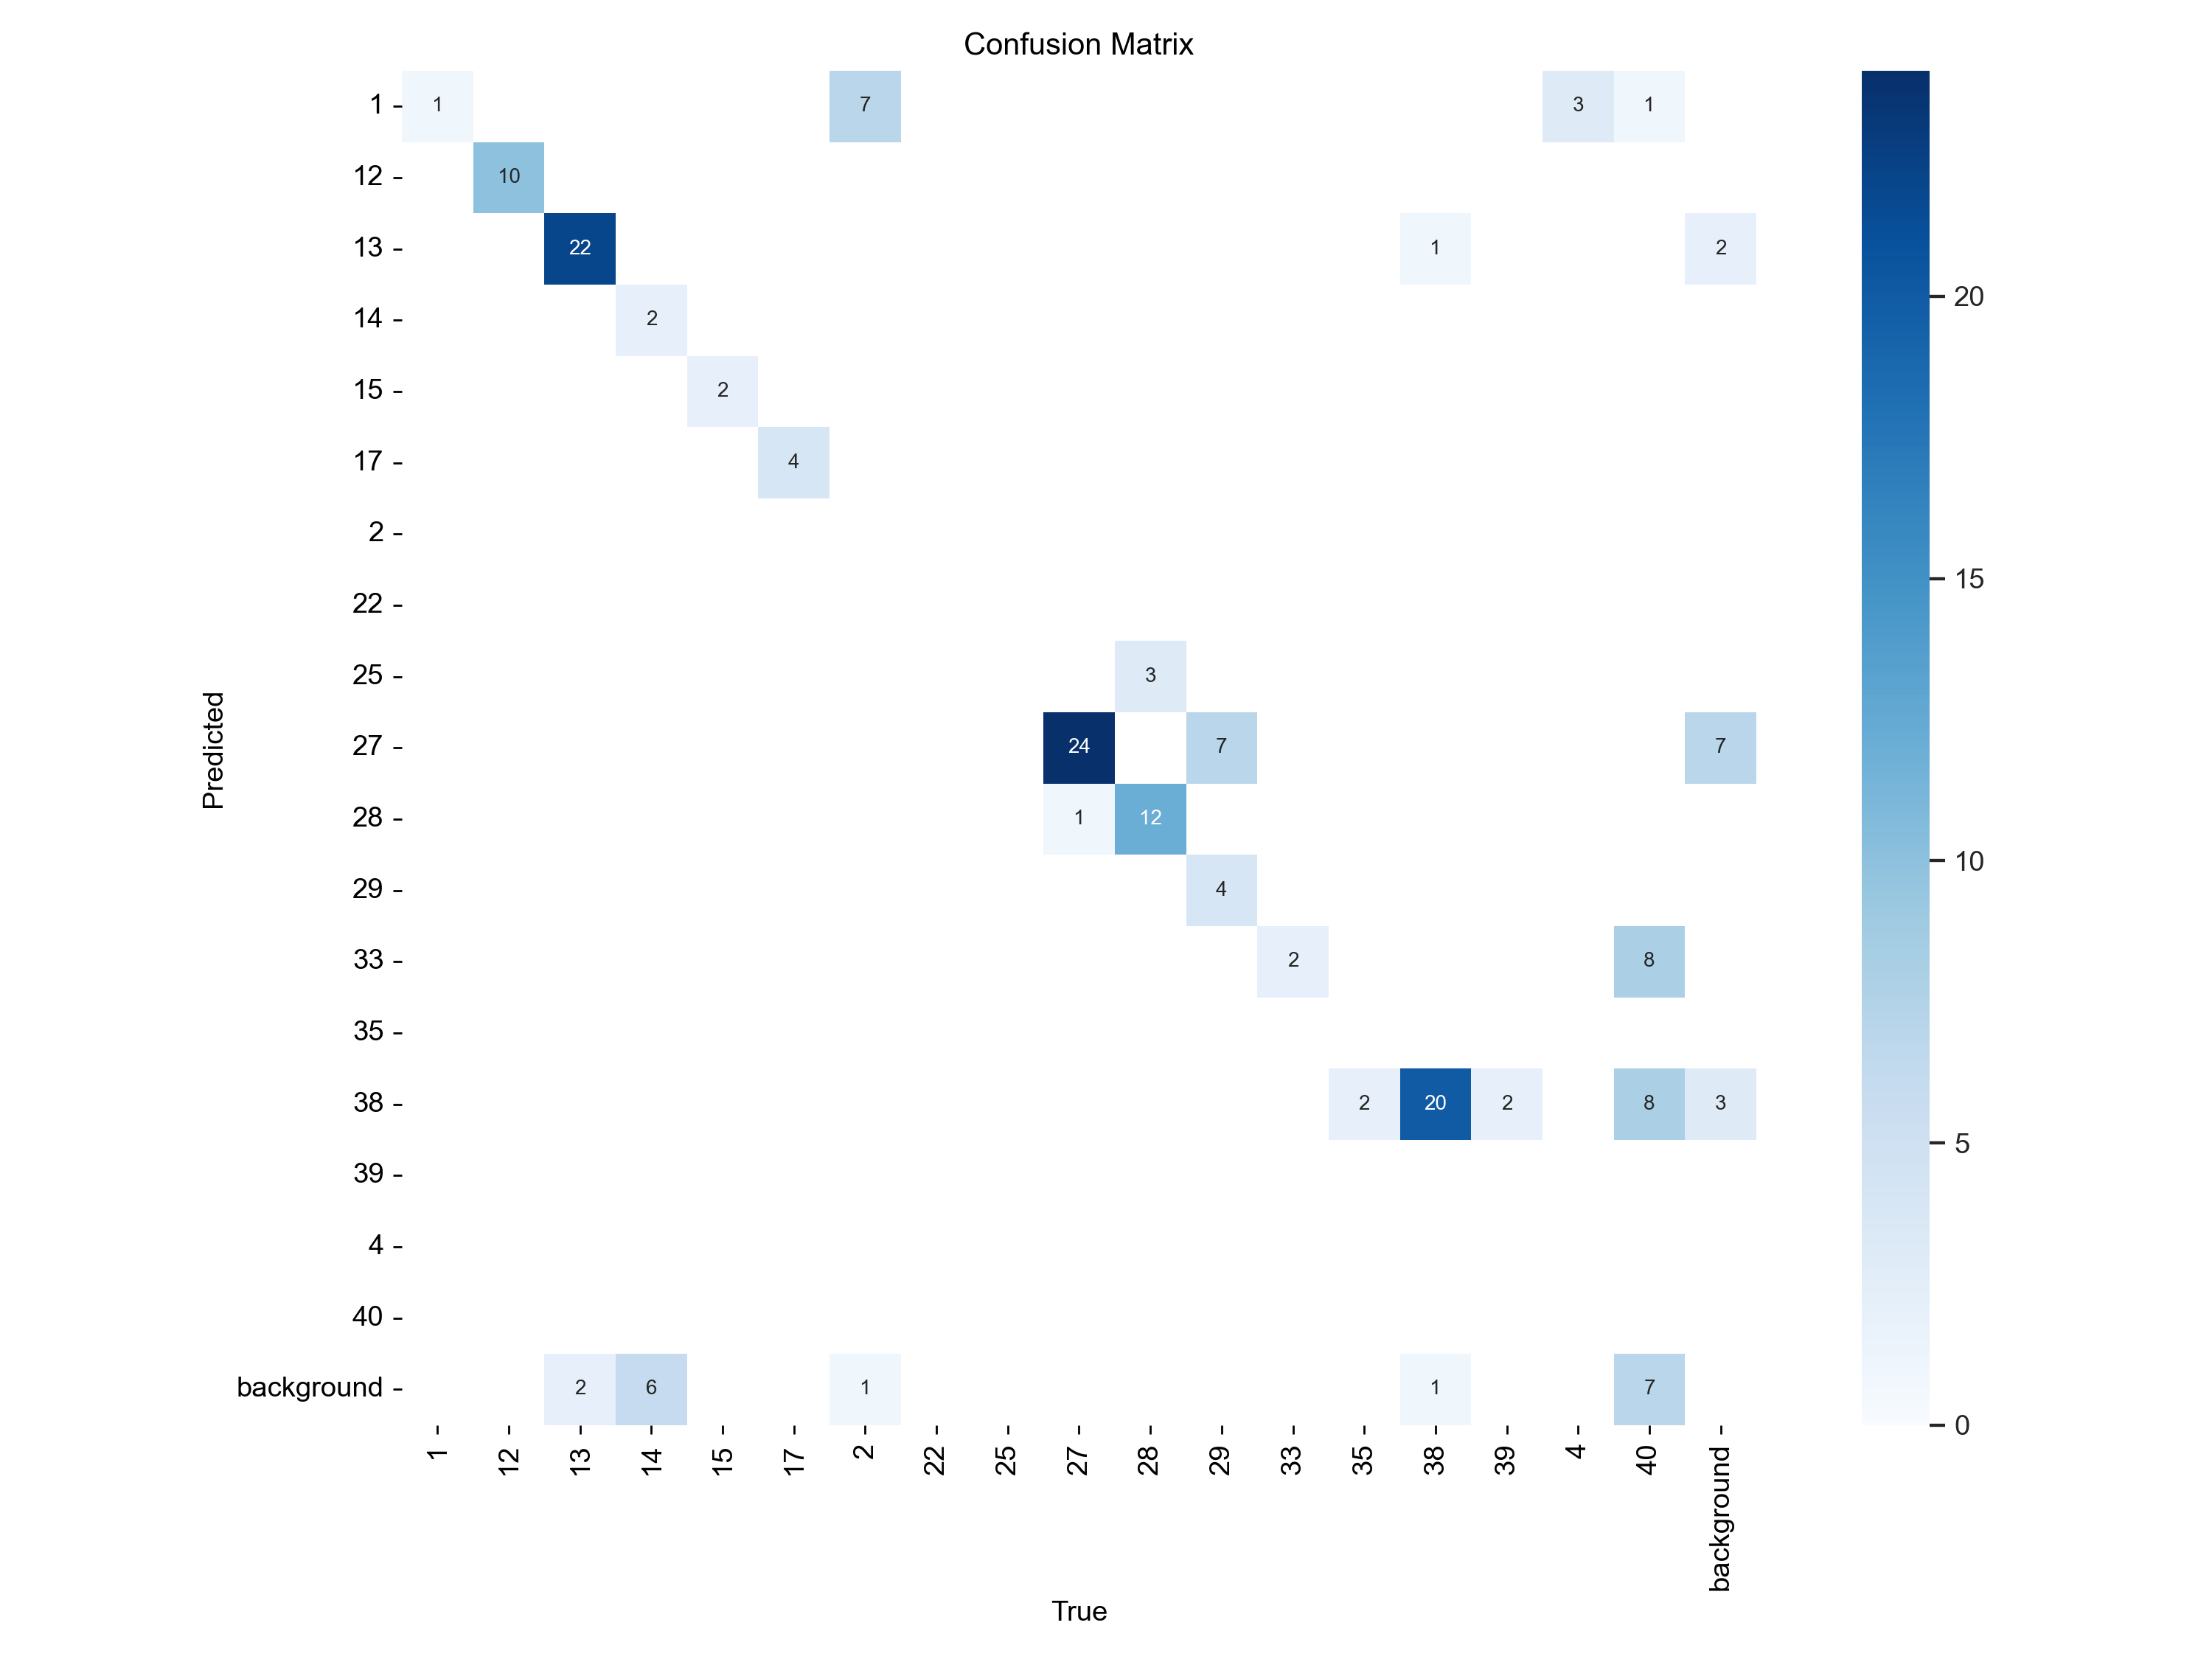 Confusion Matrix
1 1 7 3 1
12 10
13 22 1 2
14 2
15 2
17 4
2
22
25 3
27 24 7 7
28 1 12
29 4
33 2 8
35
38 2 20 2 8 3
39
4
40
background 2 6 1 1 7
1 12 13 14 15 17 2 22 25 27 28 29 33 35 38 39 4 40 background
True
Predicted
20
15
10
5
0